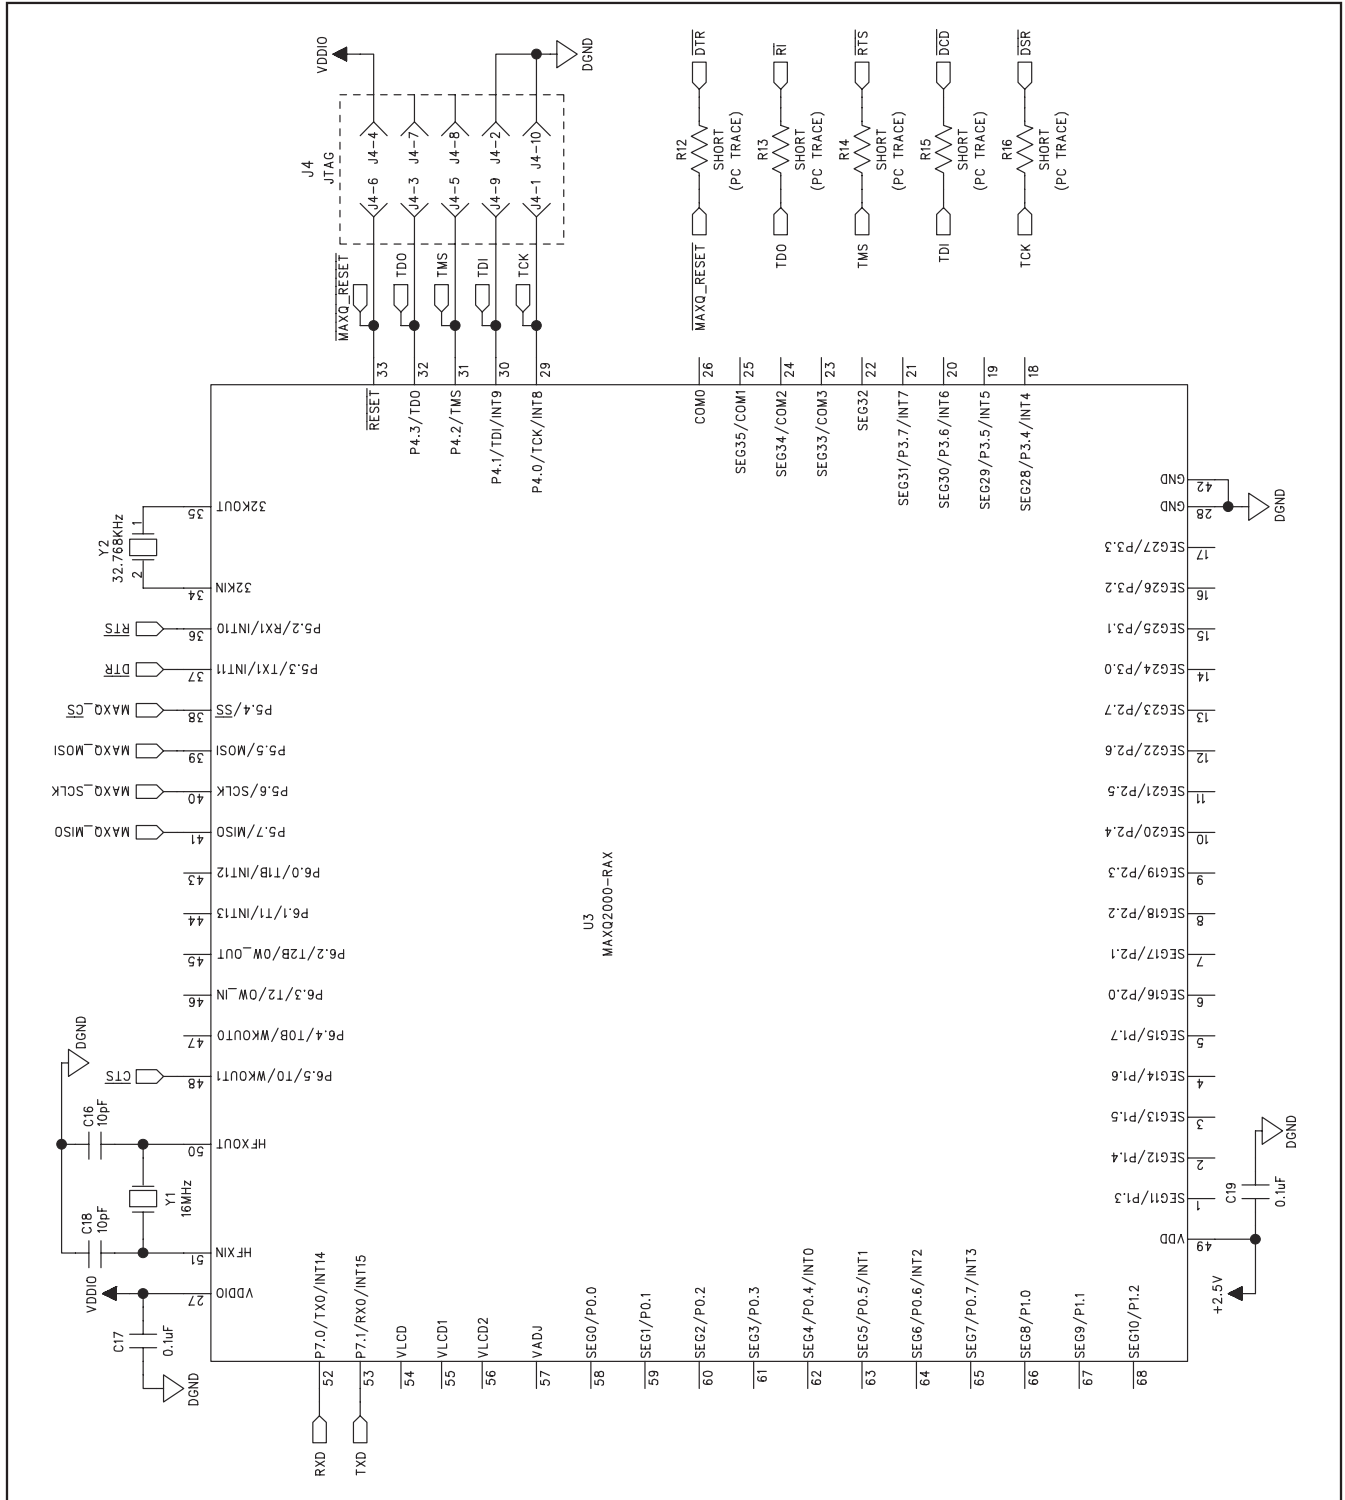 VDDIO
DGND
J4
JTAG
J4-6 J4-4
J4-3 J4-7
J4-5 J4-8
J4-9 J4-2
J4-1 J4-10
MAXQ_RESET
TDO
TMS
TDI
TCK
33
32
31
30
29
RESET
P4.3/TDO
P4.2/TMS
P4.1/TDI/INT9
P4.0/TCK/INT8
DTR
R12
SHORT
(PC TRACE)
MAXQ_RESET
RI
R13
SHORT
(PC TRACE)
TDO
RTS
R14
SHORT
(PC TRACE)
TMS
DCD
R15
SHORT
(PC TRACE)
TDI
DSR
R16
SHORT
(PC TRACE)
TCK
26
25
24
23
22
21
20
19
18
COM0
SEG35/COM1
SEG34/COM2
SEG33/COM3
SEG32
SEG31/P3.7/INT7
SEG30/P3.6/INT6
SEG29/P3.5/INT5
SEG28/P3.4/INT4
Y2
32.768KHz
1
2
35 32KOUT
34 32KIN
RTS 36 P5.2/RX1/INT10
DTR 37 P5.3/TX1/INT11
MAXQ_CS 38 P5.4/SS
MAXQ_MOSI 39 P5.5/MOSI
MAXQ_SCLK 40 P5.6/SCLK
MAXQ_MISO 41 P5.7/MISO
43 P6.0/T1B/INT12
44 P6.1/T1/INT13
45 P6.2/T2B/OW_OUT
46 P6.3/T2/OW_IN
47 P6.4/T0B/WKOUT0
CTS 48 P6.5/T0/WKOUT1
50 HFXOUT
51 HFXIN
27 VDDIO
DGND
C16
10pF
Y1
16MHz
C18
10pF
VDDIO
C17
0.1uF
DGND
U3
MAXQ2000-RAX
GND 42
GND 28
DGND
SEG27/P3.3 17
SEG26/P3.2 16
SEG25/P3.1 15
SEG24/P3.0 14
SEG23/P2.7 13
SEG22/P2.6 12
SEG21/P2.5 11
SEG20/P2.4 10
SEG19/P2.3 9
SEG18/P2.2 8
SEG17/P2.1 7
SEG16/P2.0 6
SEG15/P1.7 5
SEG14/P1.6 4
SEG13/P1.5 3
SEG12/P1.4 2
SEG11/P1.3 1
VDD 49
DGND
C19
0.1uF
+2.5V
P7.0/TX0/INT14
P7.1/RX0/INT15
VLCD
VLCD1
VLCD2
VADJ
SEG0/P0.0
SEG1/P0.1
SEG2/P0.2
SEG3/P0.3
SEG4/P0.4/INT0
SEG5/P0.5/INT1
SEG6/P0.6/INT2
SEG7/P0.7/INT3
SEG8/P1.0
SEG9/P1.1
SEG10/P1.2
52
53
54
55
56
57
58
59
60
61
62
63
64
65
66
67
68
RXD
TXD